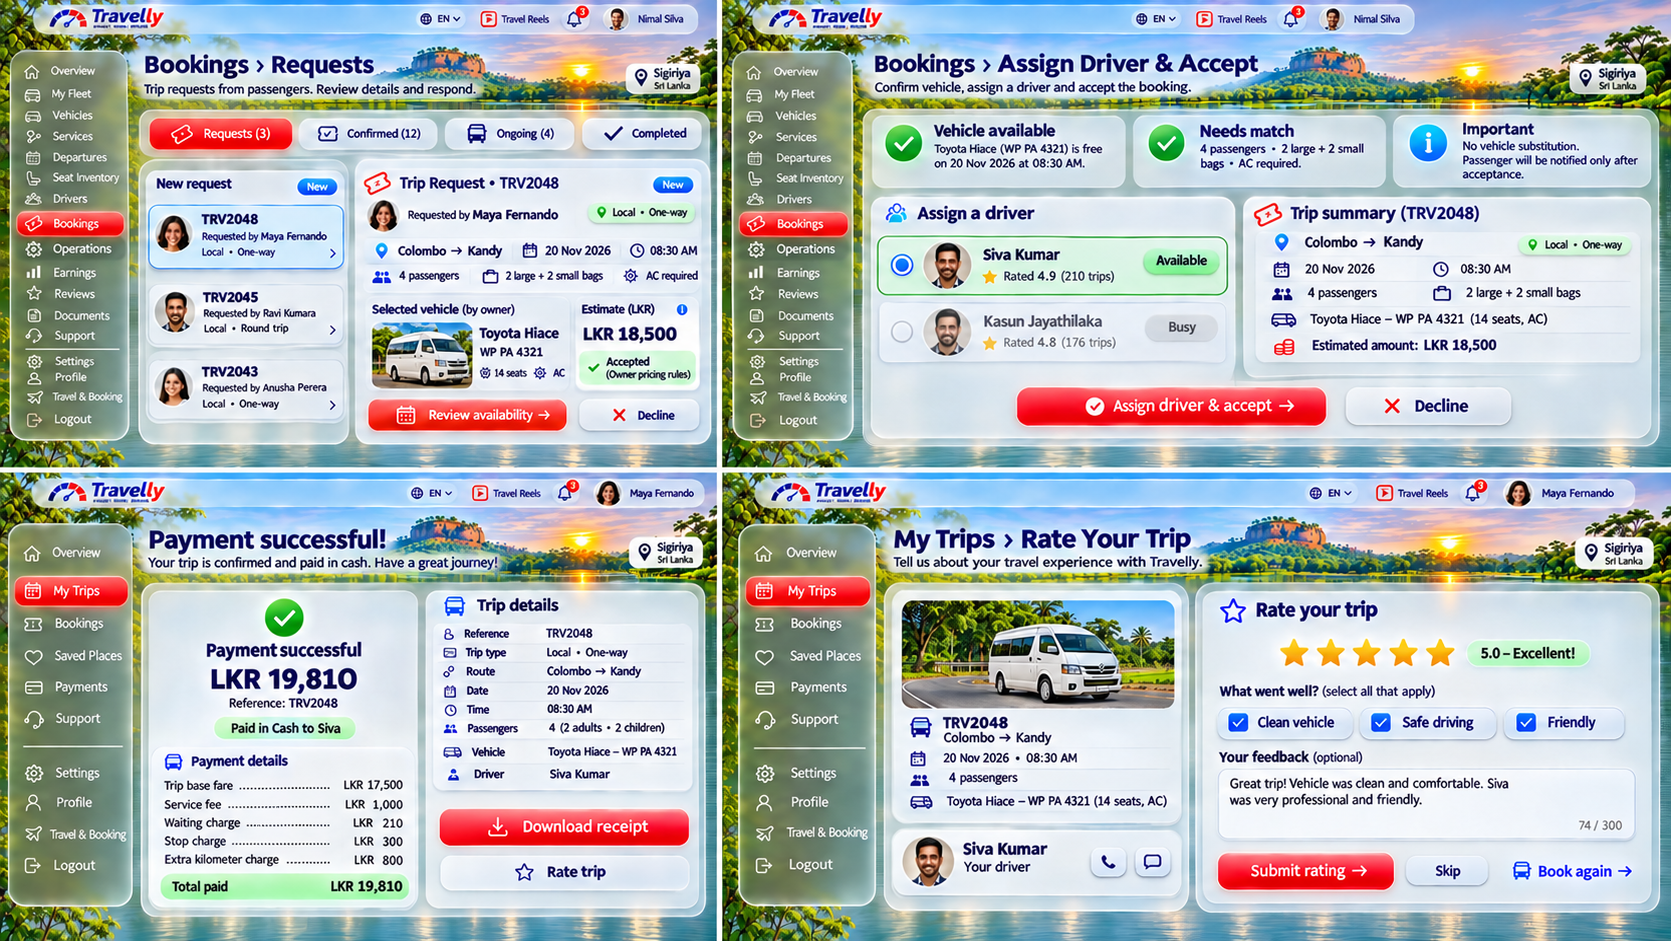 Travelly
EN
Travel Reels
3
Nimal Silva
Overview
My Fleet
Vehicles
Services
Departures
Seat Inventory
Drivers
Bookings
Operations
Earnings
Reviews
Documents
Support
Settings
Profile
Travel & Booking
Logout
Bookings › Requests
Trip requests from passengers. Review details and respond.
Sigiriya
Sri Lanka
Requests (3)
Confirmed (12)
Ongoing (4)
Completed
New request
New
TRV2048
Requested by Maya Fernando
Local • One-way
TRV2045
Requested by Ravi Kumara
Local • Round trip
TRV2043
Requested by Anusha Perera
Local • One-way
Trip Request • TRV2048
New
Requested by Maya Fernando
Local • One-way
Colombo → Kandy
20 Nov 2026
08:30 AM
4 passengers
2 large + 2 small bags
AC required
Selected vehicle (by owner)
Toyota Hiace
WP PA 4321
14 seats
AC
Estimate (LKR)
LKR 18,500
Accepted
(Owner pricing rules)
Review availability →
Decline
Travelly
EN
Travel Reels
3
Nimal Silva
Overview
My Fleet
Vehicles
Services
Departures
Seat Inventory
Drivers
Bookings
Operations
Earnings
Reviews
Documents
Support
Settings
Profile
Travel & Booking
Logout
Bookings › Assign Driver & Accept
Confirm vehicle, assign a driver and accept the booking.
Sigiriya
Sri Lanka
Vehicle available
Toyota Hiace (WP PA 4321) is free
on 20 Nov 2026 at 08:30 AM.
Needs match
4 passengers • 2 large + 2 small
bags • AC required.
Important
No vehicle substitution.
Passenger will be notified only after
acceptance.
Assign a driver
Siva Kumar
Rated 4.9 (210 trips)
Available
Kasun Jayathilaka
Rated 4.8 (176 trips)
Busy
Trip summary (TRV2048)
Colombo → Kandy
Local • One-way
20 Nov 2026
08:30 AM
4 passengers
2 large + 2 small bags
Toyota Hiace – WP PA 4321 (14 seats, AC)
Estimated amount: LKR 18,500
Assign driver & accept →
Decline
Travelly
EN
Travel Reels
3
Maya Fernando
Overview
My Trips
Bookings
Saved Places
Payments
Support
Settings
Profile
Travel & Booking
Logout
Payment successful!
Your trip is confirmed and paid in cash. Have a great journey!
Sigiriya
Sri Lanka
Payment successful
LKR 19,810
Reference: TRV2048
Paid in Cash to Siva
Payment details
Trip base fare ........................ LKR 17,500
Service fee ........................ LKR 1,000
Waiting charge ........................ LKR 210
Stop charge ........................ LKR 300
Extra kilometer charge ............ LKR 800
Total paid LKR 19,810
Trip details
Reference TRV2048
Trip type Local • One-way
Route Colombo → Kandy
Date 20 Nov 2026
Time 08:30 AM
Passengers 4 (2 adults • 2 children)
Vehicle Toyota Hiace – WP PA 4321
Driver Siva Kumar
Download receipt
Rate trip
Travelly
EN
Travel Reels
3
Maya Fernando
Overview
My Trips
Bookings
Saved Places
Payments
Support
Settings
Profile
Travel & Booking
Logout
My Trips › Rate Your Trip
Tell us about your travel experience with Travelly.
Sigiriya
Sri Lanka
TRV2048
Colombo → Kandy
20 Nov 2026 • 08:30 AM
4 passengers
Toyota Hiace – WP PA 4321 (14 seats, AC)
Siva Kumar
Your driver
Rate your trip
5.0 – Excellent!
What went well? (select all that apply)
Clean vehicle
Safe driving
Friendly
Your feedback (optional)
Great trip! Vehicle was clean and comfortable. Siva
was very professional and friendly.
74 / 300
Submit rating →
Skip
Book again →